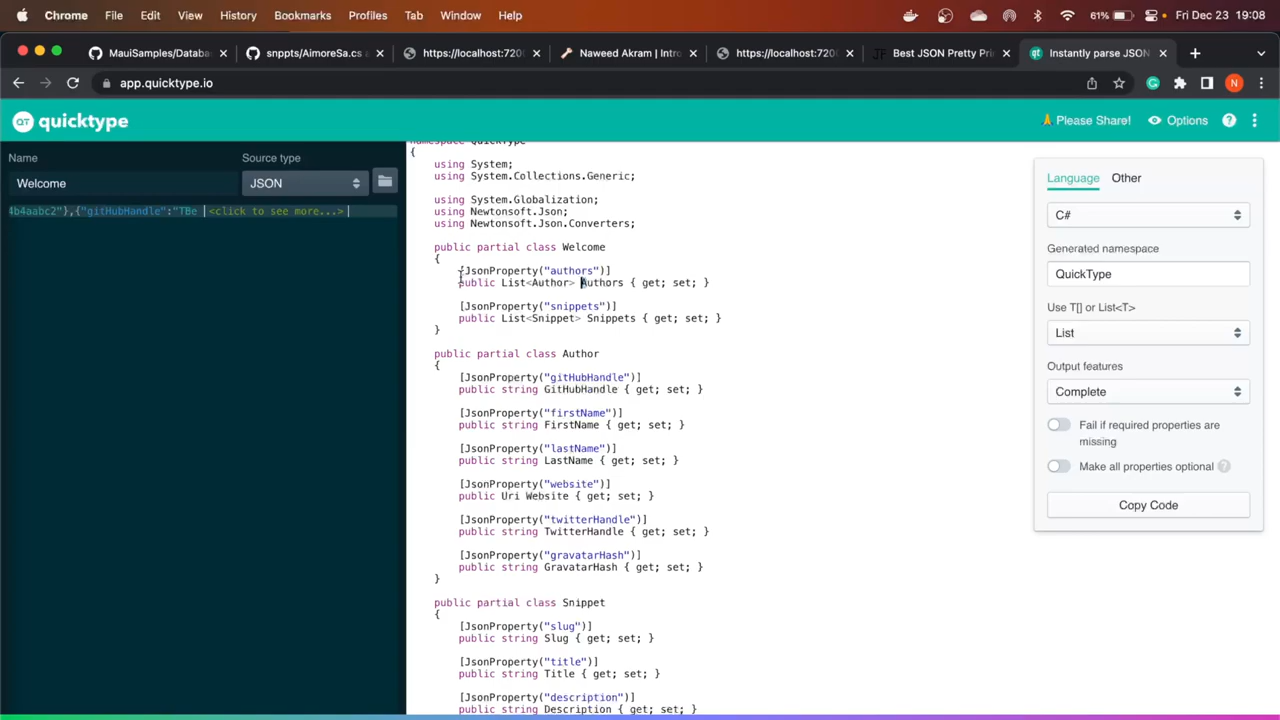 Chrome File Edit View History Bookmarks Profiles Tab Window Help 61% Fri Dec 23 19:08
MauiSamples/Databa snppts/AimoreSa.cs a https://localhost:720 Naweed Akram | Intro https://localhost:720 JF Best JSON Pretty Pri qt Instantly parse JSON
app.quicktype.io N
QT quicktype Please Share! Options ?
Name Source type
Welcome JSON
4b4aabc2"},{"gitHubHandle":"TBe <click to see more...>
namespace QuickType
{
using System;
using System.Collections.Generic;
using System.Globalization;
using Newtonsoft.Json;
using Newtonsoft.Json.Converters;
public partial class Welcome
{
[JsonProperty("authors")]
public List<Author> Authors { get; set; }
[JsonProperty("snippets")]
public List<Snippet> Snippets { get; set; }
}
public partial class Author
{
[JsonProperty("gitHubHandle")]
public string GitHubHandle { get; set; }
[JsonProperty("firstName")]
public string FirstName { get; set; }
[JsonProperty("lastName")]
public string LastName { get; set; }
[JsonProperty("website")]
public Uri Website { get; set; }
[JsonProperty("twitterHandle")]
public string TwitterHandle { get; set; }
[JsonProperty("gravatarHash")]
public string GravatarHash { get; set; }
}
public partial class Snippet
{
[JsonProperty("slug")]
public string Slug { get; set; }
[JsonProperty("title")]
public string Title { get; set; }
[JsonProperty("description")]
public string Description { get; set; }
Language Other
C#
Generated namespace
QuickType
Use T[] or List<T>
List
Output features
Complete
Fail if required properties are
missing
Make all properties optional ?
Copy Code